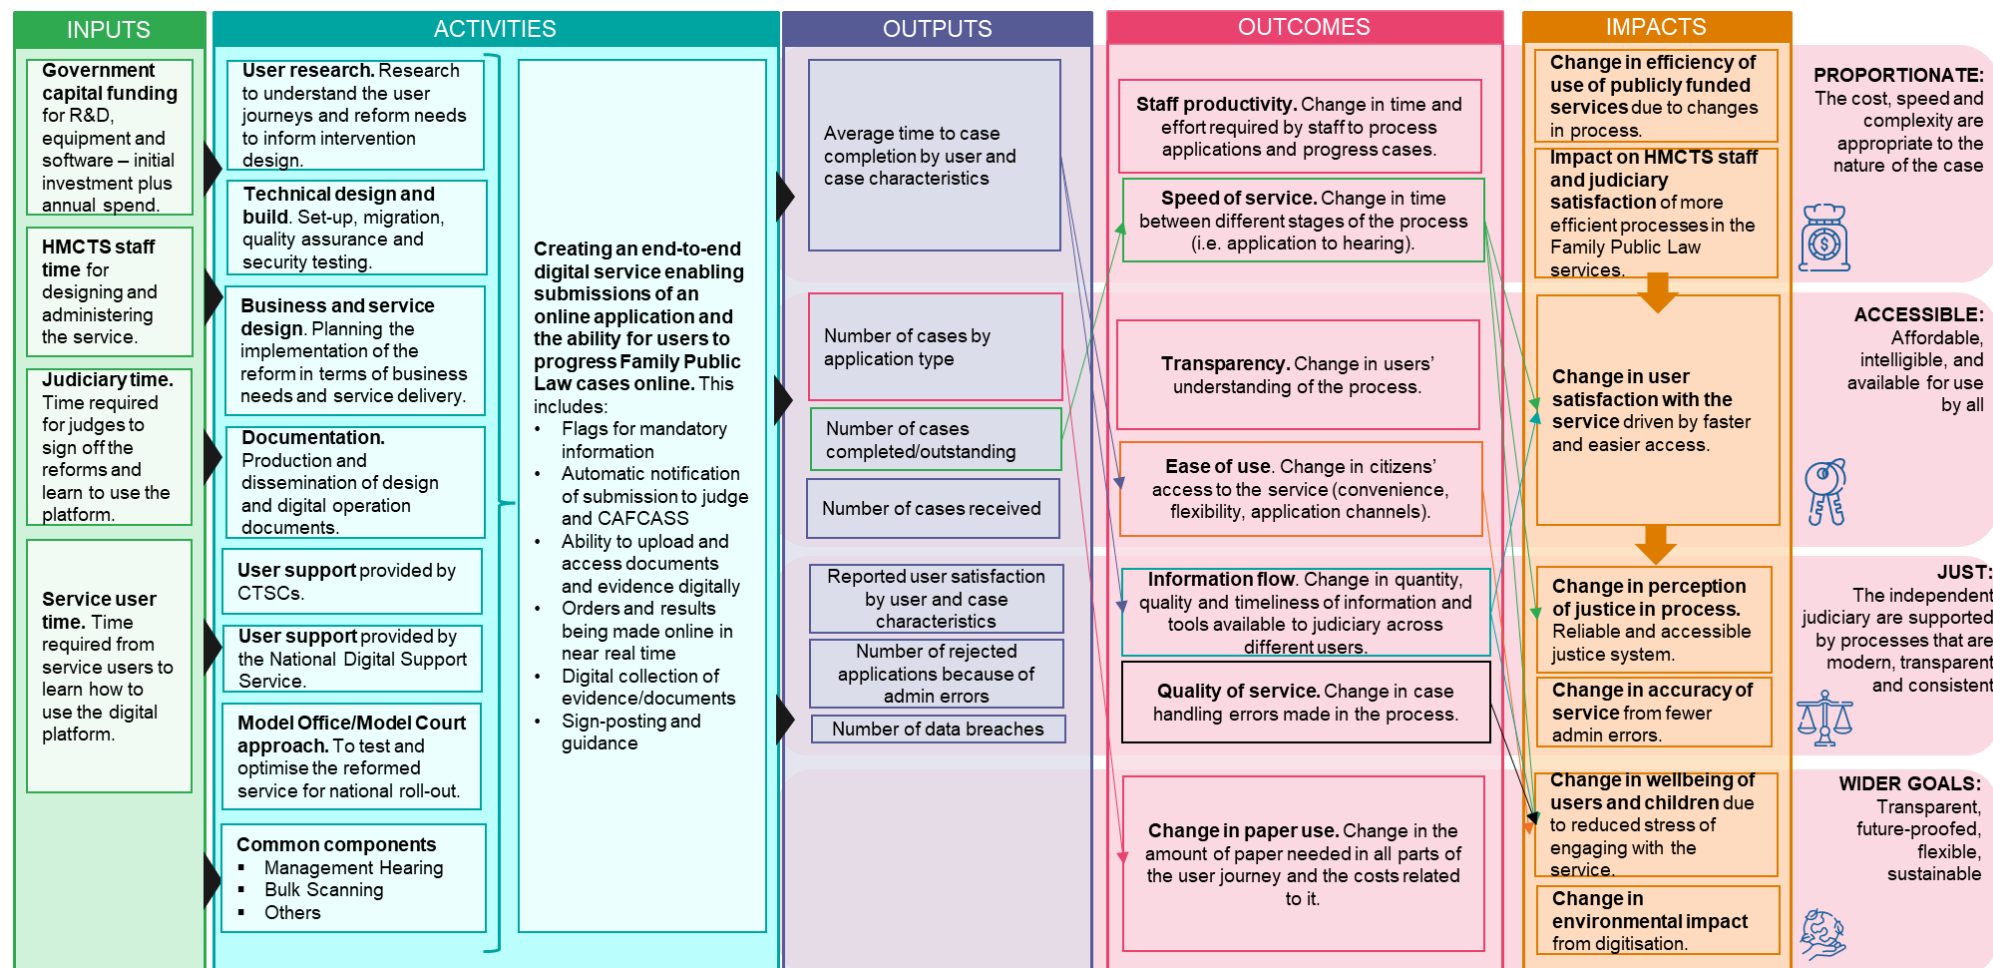 INPUTS
Government
capital funding
for R&D,
equipment and
software – initial
investment plus
annual spend.
HMCTS staff
time for
designing and
administering
the service.
Judiciary time.
Time required
for judges to
sign off the
reforms and
learn to use the
platform.
Service user
time. Time
required from
service users to
learn how to
use the digital
platform.
ACTIVITIES
User research. Research
to understand the user
journeys and reform needs
to inform intervention
design.
Technical design and
build. Set-up, migration,
quality assurance and
security testing.
Business and service
design. Planning the
implementation of the
reform in terms of business
needs and service delivery.
Documentation.
Production and
dissemination of design
and digital operation
documents.
User support provided by
CTSCs.
User support provided by
the National Digital Support
Service.
Model Office/Model Court
approach. To test and
optimise the reformed
service for national roll-out.
Common components
▪ Management Hearing
▪ Bulk Scanning
▪ Others
Creating an end-to-end
digital service enabling
submissions of an
online application and
the ability for users to
progress Family Public
Law cases online. This
includes:
• Flags for mandatory
information
• Automatic notification
of submission to judge
and CAFCASS
• Ability to upload and
access documents
and evidence digitally
• Orders and results
being made online in
near real time
• Digital collection of
evidence/documents
• Sign-posting and
guidance
OUTPUTS
Average time to case
completion by user and
case characteristics
Number of cases by
application type
Number of cases
completed/outstanding
Number of cases received
Reported user satisfaction
by user and case
characteristics
Number of rejected
applications because of
admin errors
Number of data breaches
OUTCOMES
Staff productivity. Change in time and
effort required by staff to process
applications and progress cases.
Speed of service. Change in time
between different stages of the process
(i.e. application to hearing).
Transparency. Change in users'
understanding of the process.
Ease of use. Change in citizens'
access to the service (convenience,
flexibility, application channels).
Information flow. Change in quantity,
quality and timeliness of information and
tools available to judiciary across
different users.
Quality of service. Change in case
handling errors made in the process.
Change in paper use. Change in the
amount of paper needed in all parts of
the user journey and the costs related
to it.
IMPACTS
Change in efficiency of
use of publicly funded
services due to changes
in process.
Impact on HMCTS staff
and judiciary
satisfaction of more
efficient processes in the
Family Public Law
services.
Change in user
satisfaction with the
service driven by faster
and easier access.
Change in perception
of justice in process.
Reliable and accessible
justice system.
Change in accuracy of
service from fewer
admin errors.
Change in wellbeing of
users and children due
to reduced stress of
engaging with the
service.
Change in
environmental impact
from digitisation.
PROPORTIONATE:
The cost, speed and
complexity are
appropriate to the
nature of the case
ACCESSIBLE:
Affordable,
intelligible, and
available for use
by all
JUST:
The independent
judiciary are supported
by processes that are
modern, transparent
and consistent
WIDER GOALS:
Transparent,
future-proofed,
flexible,
sustainable